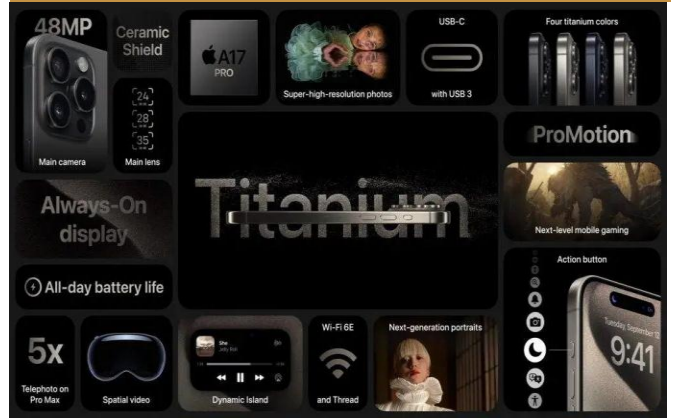 48MP
Main camera
Ceramic
Shield
24
28
35
Main lens
A17
PRO
Super-high-resolution photos
USB-C
with USB 3
Four titanium colors
Always-On
display
Titanium
ProMotion
Next-level mobile gaming
All-day battery life
Action button
9:41
5x
Telephoto on
Pro Max
Spatial video
She
Jelly Roll
Dynamic Island
Wi-Fi 6E
and Thread
Next-generation portraits